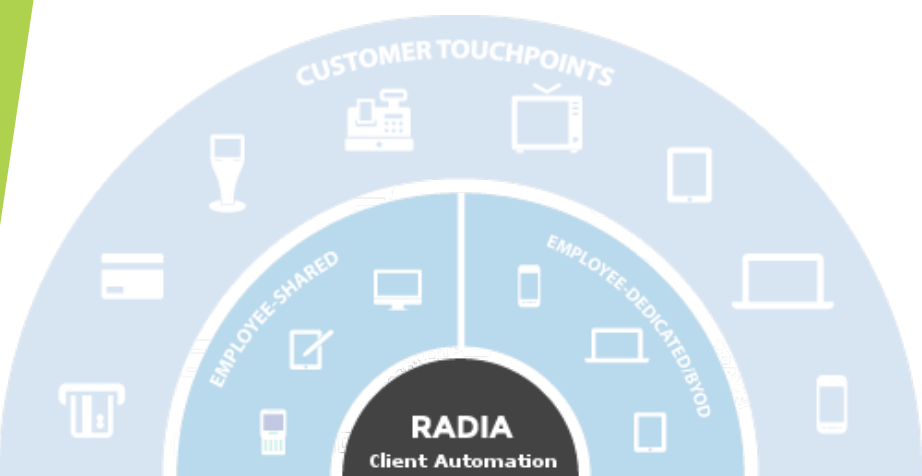 CUSTOMER TOUCHPOINTS
EMPLOYEE-SHARED
EMPLOYEE-DEDICATED/BYOD
RADIA
Client Automation